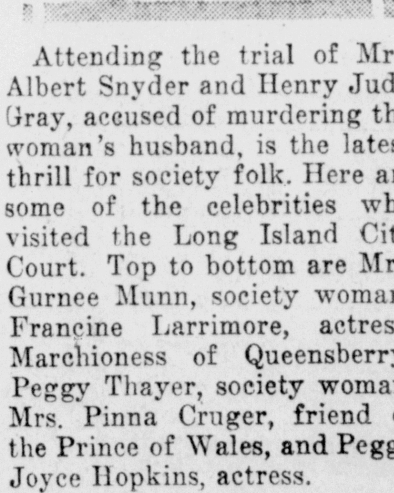 Attending the trial of Mr
Albert Snyder and Henry Jud
Gray, accused of murdering th
woman's husband, is the lates
thrill for society folk. Here ar
some of the celebrities wh
visited the Long Island Cit
Court. Top to bottom are Mr
Gurnee Munn, society woman
Francine Larrimore, actres
Marchioness of Queensberry
Peggy Thayer, society woma
Mrs. Pinna Cruger, friend
the Prince of Wales, and Pegg
Joyce Hopkins, actress.